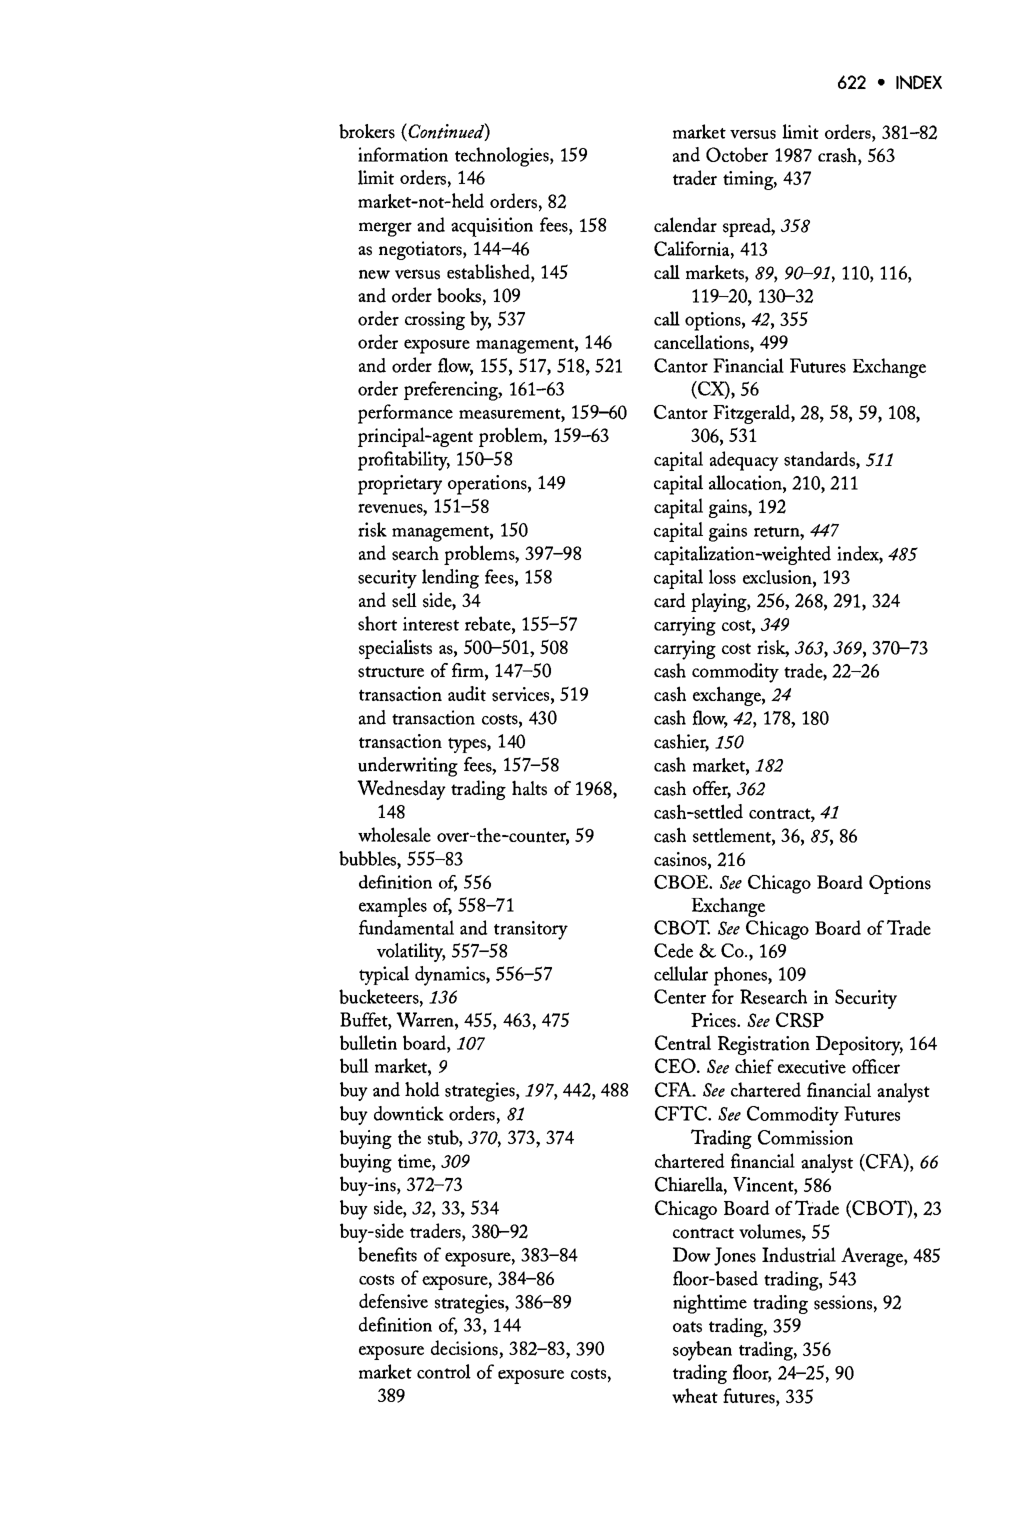 622 • INDEX
brokers (Continued)
information technologies, 159
limit orders, 146
market-not-held orders, 82
merger and acquisition fees, 158
as negotiators, 144–46
new versus established, 145
and order books, 109
order crossing by, 537
order exposure management, 146
and order flow, 155, 517, 518, 521
order preferencing, 161–63
performance measurement, 159–60
principal-agent problem, 159–63
profitability, 150–58
proprietary operations, 149
revenues, 151–58
risk management, 150
and search problems, 397–98
security lending fees, 158
and sell side, 34
short interest rebate, 155–57
specialists as, 500–501, 508
structure of firm, 147–50
transaction audit services, 519
and transaction costs, 430
transaction types, 140
underwriting fees, 157–58
Wednesday trading halts of 1968,
148
wholesale over-the-counter, 59
bubbles, 555–83
definition of, 556
examples of, 558–71
fundamental and transitory
volatility, 557–58
typical dynamics, 556–57
bucketeers, 136
Buffet, Warren, 455, 463, 475
bulletin board, 107
bull market, 9
buy and hold strategies, 197, 442, 488
buy downtick orders, 81
buying the stub, 370, 373, 374
buying time, 309
buy-ins, 372–73
buy side, 32, 33, 534
buy-side traders, 380–92
benefits of exposure, 383–84
costs of exposure, 384–86
defensive strategies, 386–89
definition of, 33, 144
exposure decisions, 382–83, 390
market control of exposure costs,
389
market versus limit orders, 381–82
and October 1987 crash, 563
trader timing, 437
calendar spread, 358
California, 413
call markets, 89, 90–91, 110, 116,
119–20, 130–32
call options, 42, 355
cancellations, 499
Cantor Financial Futures Exchange
(CX), 56
Cantor Fitzgerald, 28, 58, 59, 108,
306, 531
capital adequacy standards, 511
capital allocation, 210, 211
capital gains, 192
capital gains return, 447
capitalization-weighted index, 485
capital loss exclusion, 193
card playing, 256, 268, 291, 324
carrying cost, 349
carrying cost risk, 363, 369, 370–73
cash commodity trade, 22–26
cash exchange, 24
cash flow, 42, 178, 180
cashier, 150
cash market, 182
cash offer, 362
cash-settled contract, 41
cash settlement, 36, 85, 86
casinos, 216
CBOE. See Chicago Board Options
Exchange
CBOT. See Chicago Board of Trade
Cede & Co., 169
cellular phones, 109
Center for Research in Security
Prices. See CRSP
Central Registration Depository, 164
CEO. See chief executive officer
CFA. See chartered financial analyst
CFTC. See Commodity Futures
Trading Commission
chartered financial analyst (CFA), 66
Chiarella, Vincent, 586
Chicago Board of Trade (CBOT), 23
contract volumes, 55
Dow Jones Industrial Average, 485
floor-based trading, 543
nighttime trading sessions, 92
oats trading, 359
soybean trading, 356
trading floor, 24–25, 90
wheat futures, 335